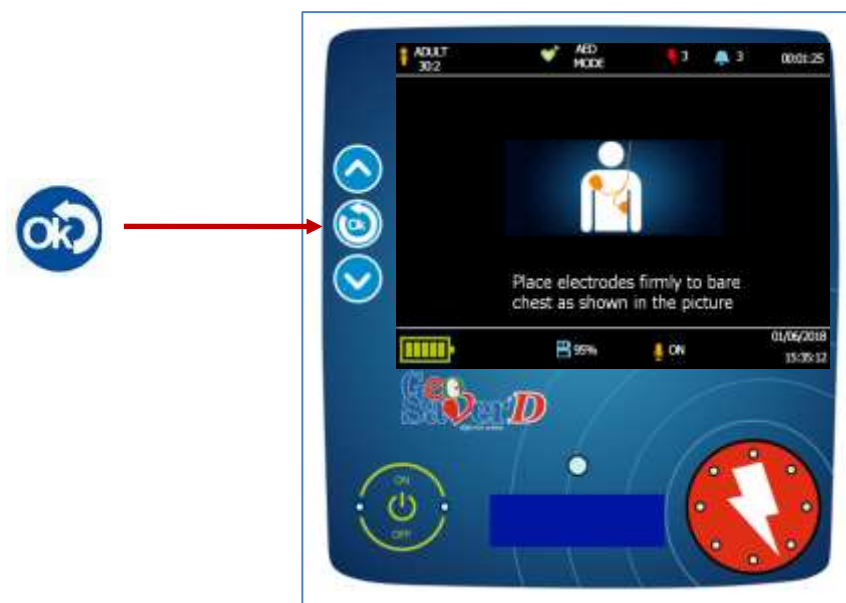 Ok
ADULT
30:2
AED
MODE
3
3
00:01:25
Ok
Place electrodes firmly to bare
chest as shown in the picture
95%
ON
01/06/2018
15:35:12
D
ON
OFF